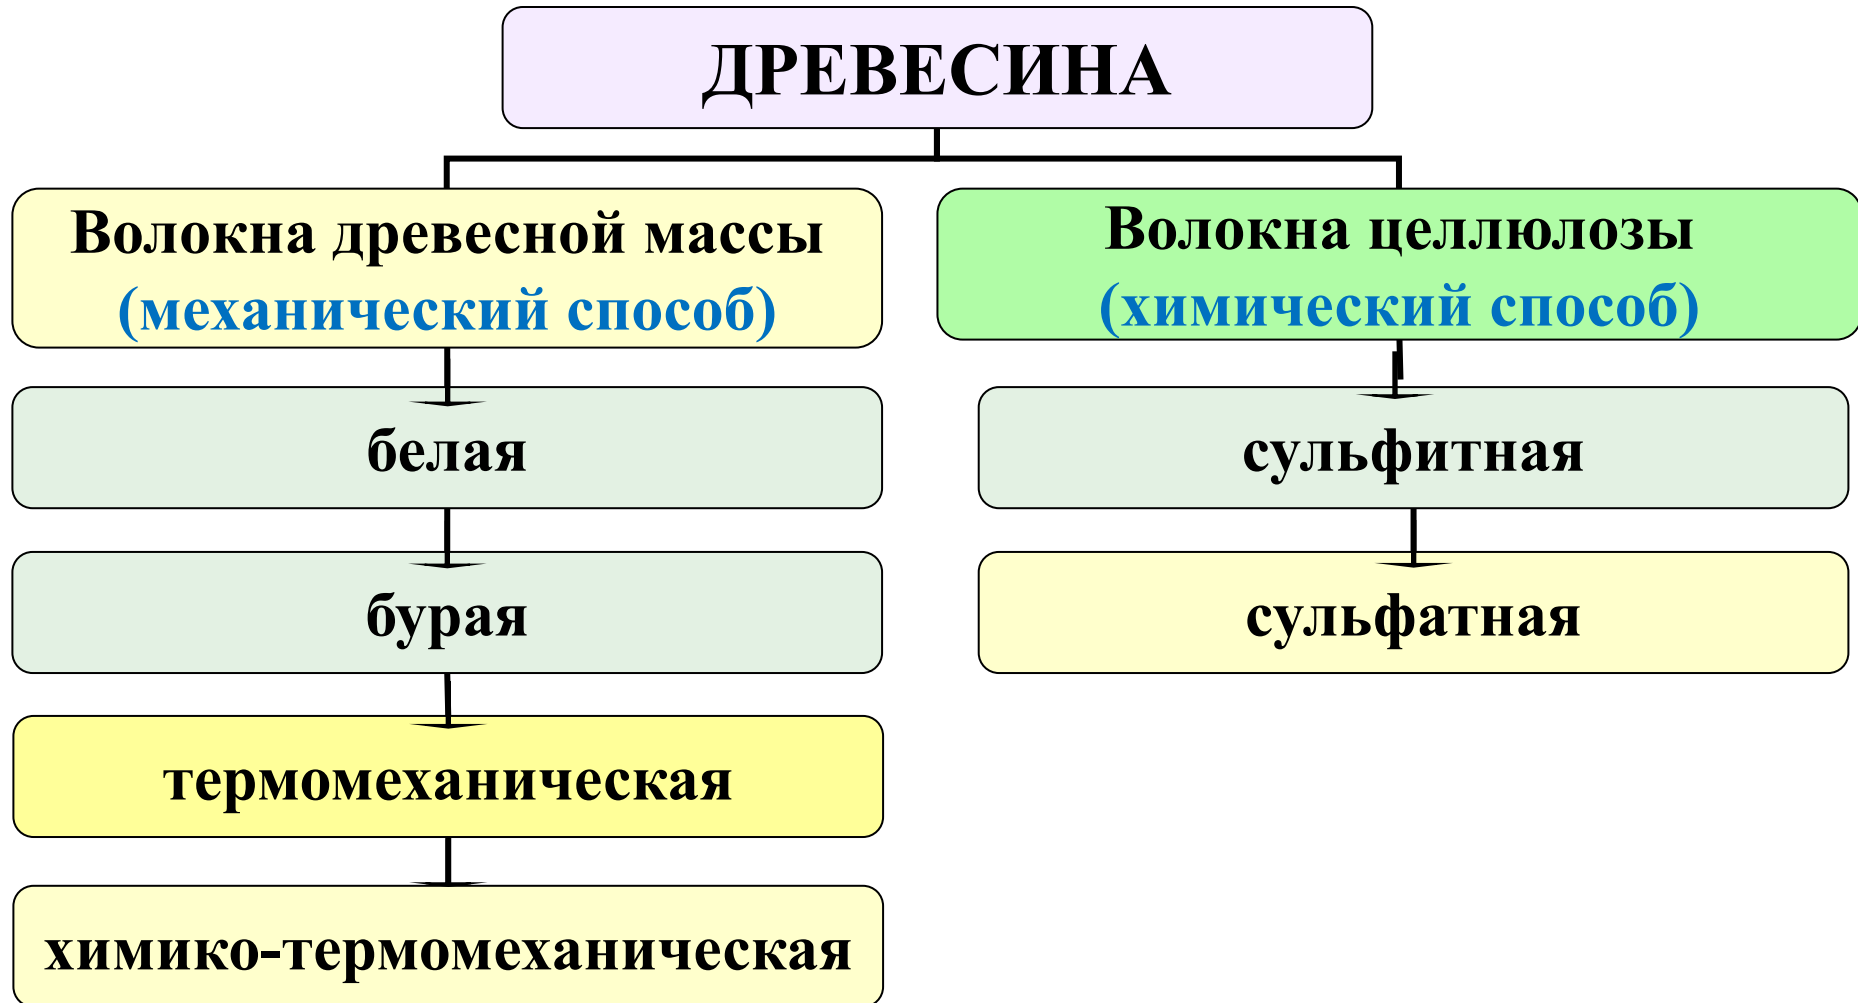 ДРЕВЕСИНА
Волокна древесной массы
(механический способ)
белая
бурая
термомеханическая
химико-термомеханическая
Волокна целлюлозы
(химический способ)
сульфитная
сульфатная